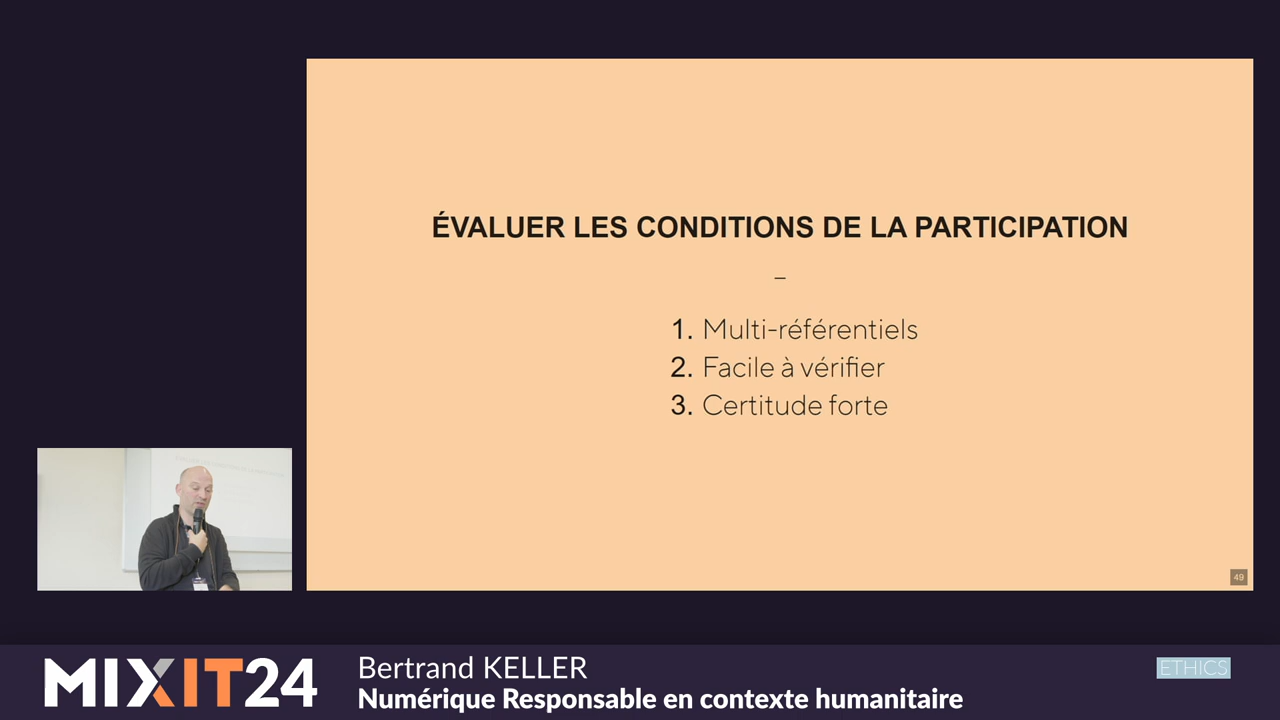 ÉVALUER LES CONDITIONS DE LA PARTICIPATION
–
1. Multi-référentiels
2. Facile à vérifier
3. Certitude forte
49
MIXIT24
Bertrand KELLER
Numérique Responsable en contexte humanitaire
ETHICS